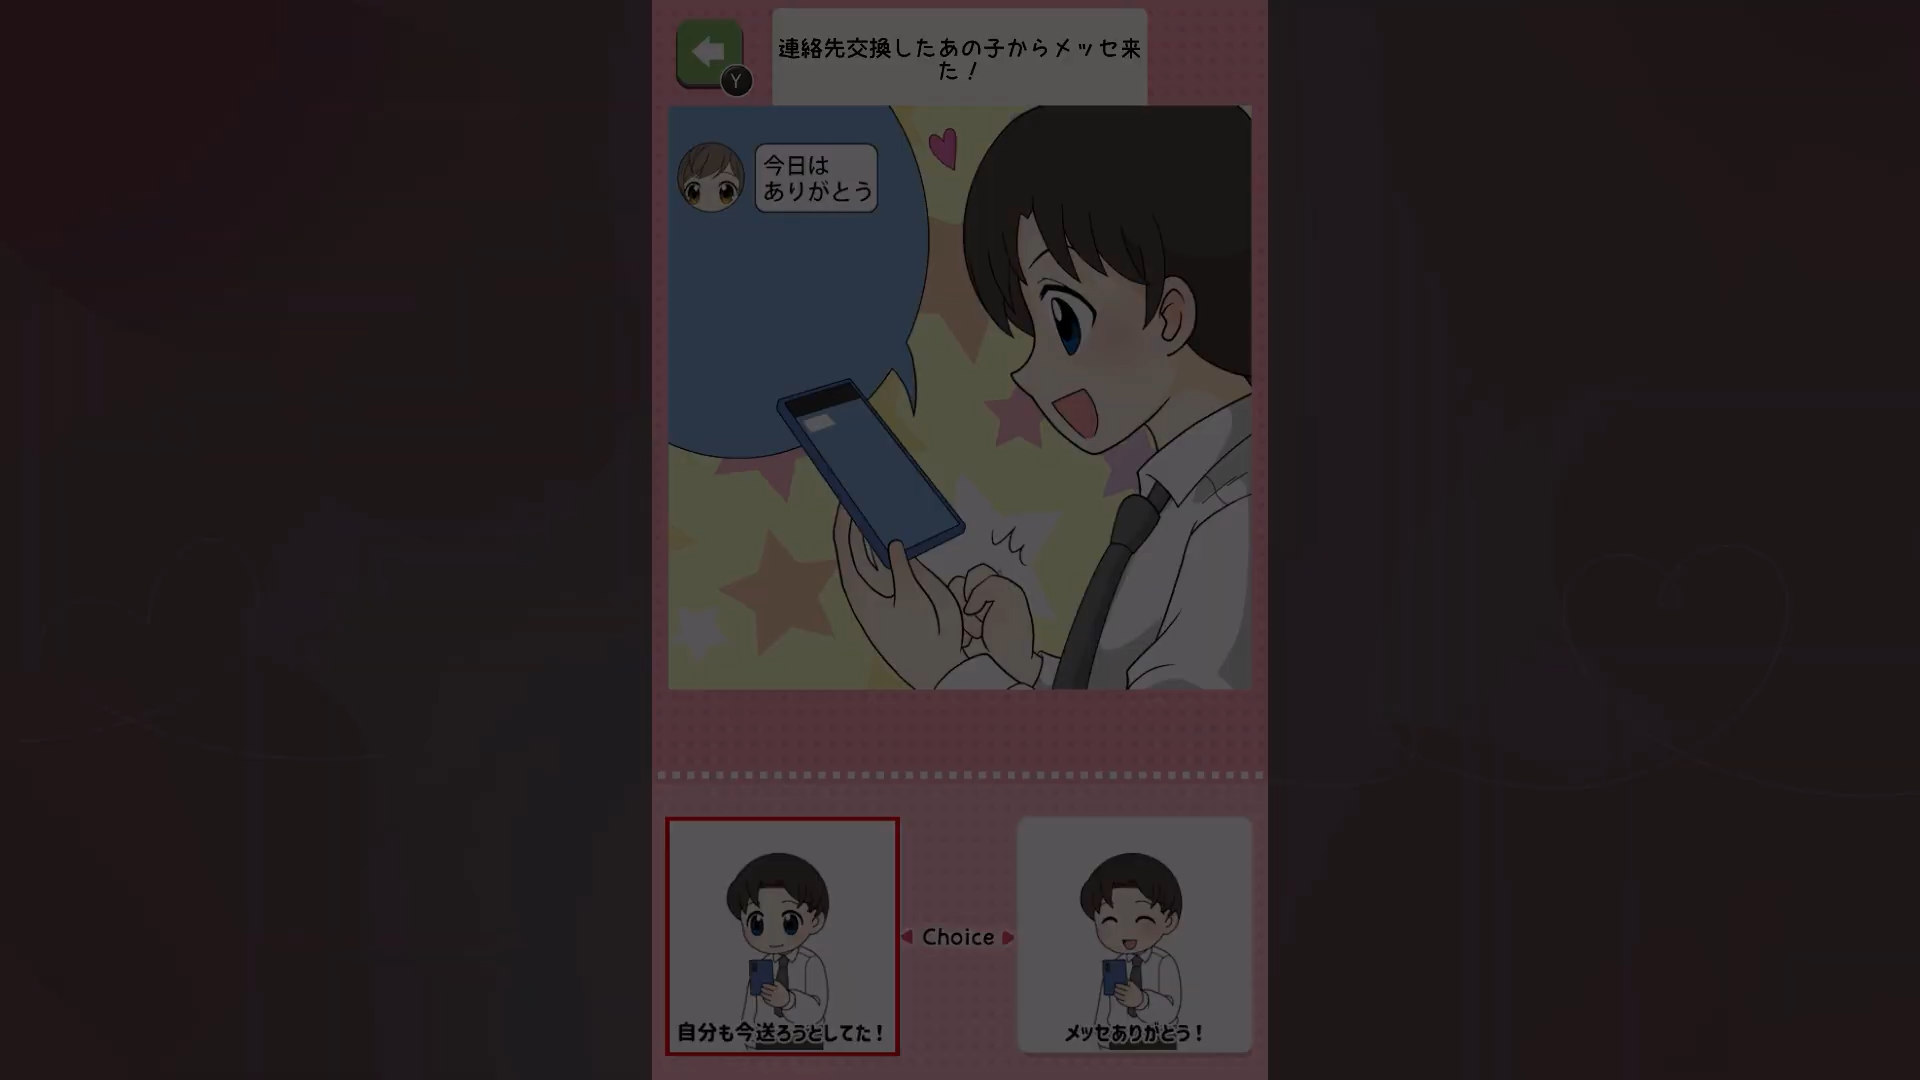 連絡先交換したあの子からメッセ来
た！
Y
今日は
ありがとう
Choice
自分も今送ろうとしてた！
メッセありがとう！